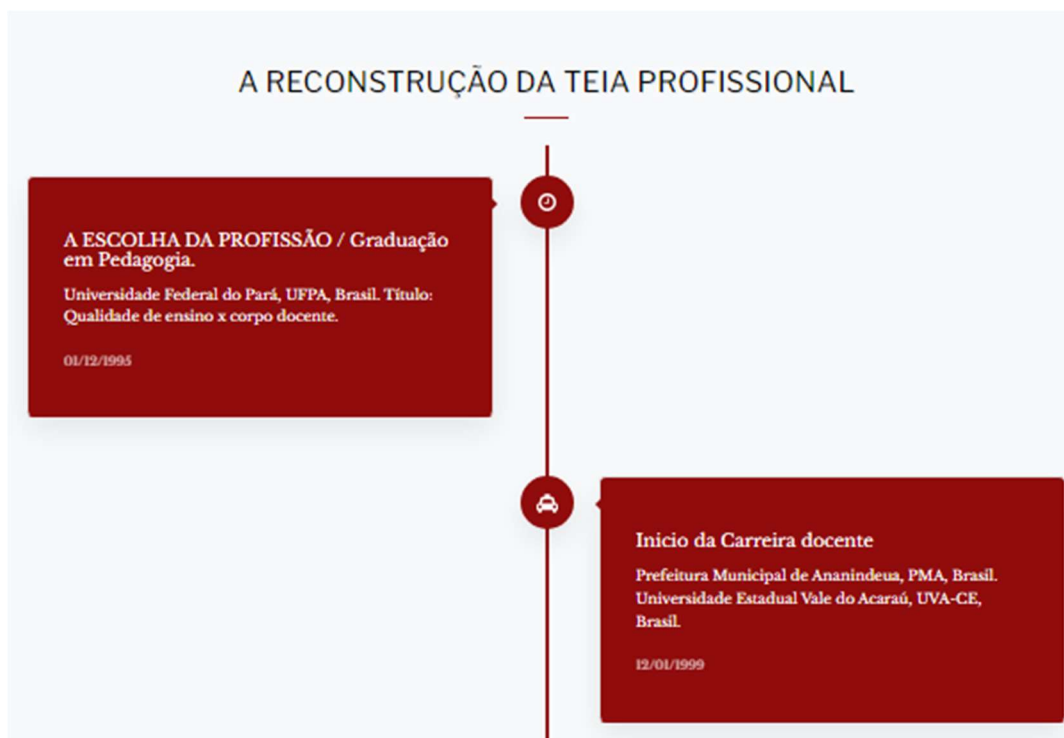 A RECONSTRUÇÃO DA TEIA PROFISSIONAL
A ESCOLHA DA PROFISSÃO / Graduação
em Pedagogia.
Universidade Federal do Pará, UFPA, Brasil. Título:
Qualidade de ensino x corpo docente.
01/12/1995
Inicio da Carreira docente
Prefeitura Municipal de Ananindeua, PMA, Brasil.
Universidade Estadual Vale do Acaraú, UVA-CE,
Brasil.
12/01/1999